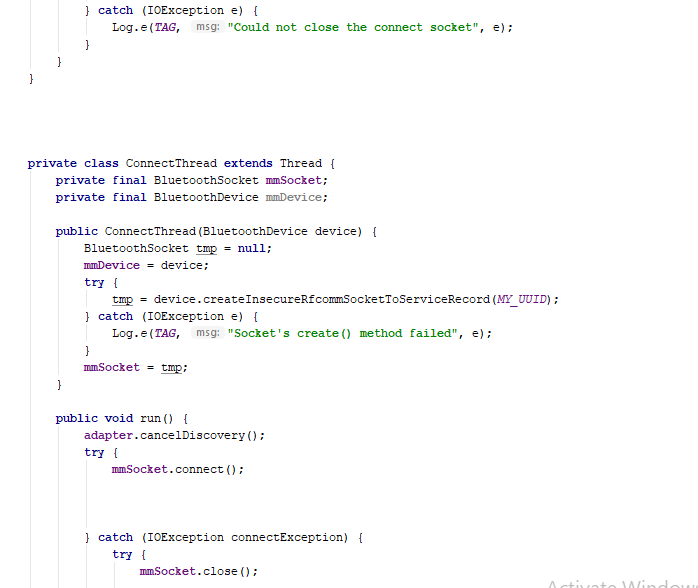 } catch (IOException e) {
Log.e(TAG, msg: "Could not close the connect socket", e);
}
}
}
private class ConnectThread extends Thread {
private final BluetoothSocket mmSocket;
private final BluetoothDevice mmDevice;
public ConnectThread(BluetoothDevice device) {
BluetoothSocket tmp = null;
mmDevice = device;
try {
tmp = device.createInsecureRfcommSocketToServiceRecord(MY_UUID);
} catch (IOException e) {
Log.e(TAG, msg: "Socket's create() method failed", e);
}
mmSocket = tmp;
}
public void run() {
adapter.cancelDiscovery();
try {
mmSocket.connect();
} catch (IOException connectException) {
try {
mmSocket.close();
Activate Windows